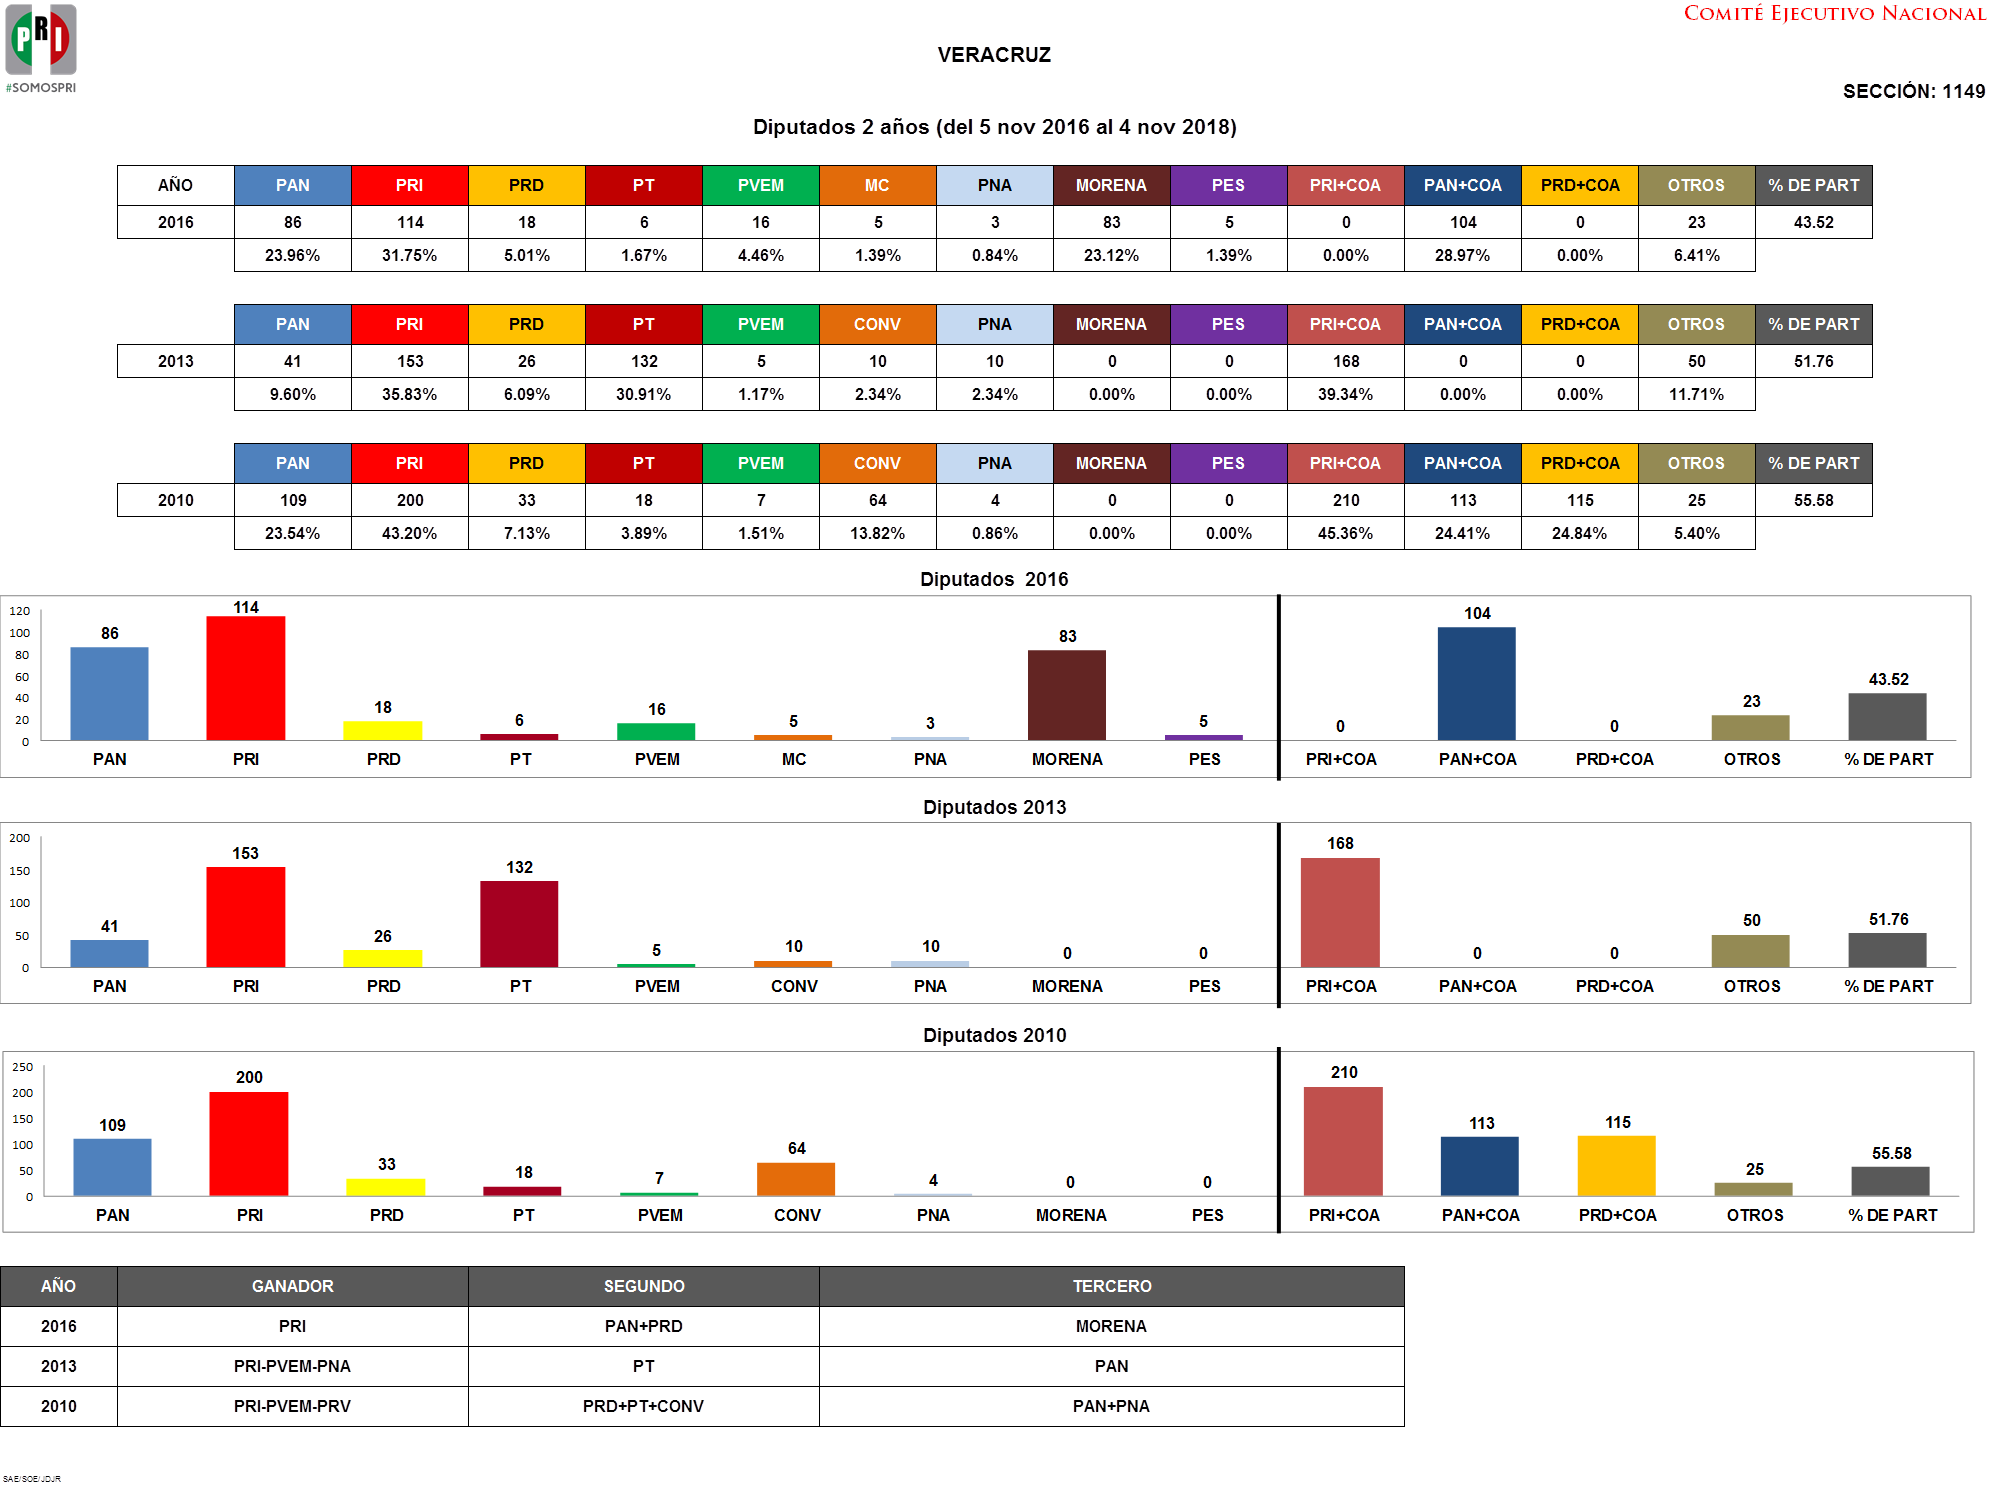 COMITÉ EJECUTIVO NACIONAL
PRI
#SOMOSPRI
VERACRUZ
SECCIÓN: 1149
Diputados 2 años (del 5 nov 2016 al 4 nov 2018)
AÑO PAN PRI PRD PT PVEM MC PNA MORENA PES PRI+COA PAN+COA PRD+COA OTROS % DE PART
2016 86 114 18 6 16 5 3 83 5 0 104 0 23 43.52
23.96% 31.75% 5.01% 1.67% 4.46% 1.39% 0.84% 23.12% 1.39% 0.00% 28.97% 0.00% 6.41%
PAN PRI PRD PT PVEM CONV PNA MORENA PES PRI+COA PAN+COA PRD+COA OTROS % DE PART
2013 41 153 26 132 5 10 10 0 0 168 0 0 50 51.76
9.60% 35.83% 6.09% 30.91% 1.17% 2.34% 2.34% 0.00% 0.00% 39.34% 0.00% 0.00% 11.71%
PAN PRI PRD PT PVEM CONV PNA MORENA PES PRI+COA PAN+COA PRD+COA OTROS % DE PART
2010 109 200 33 18 7 64 4 0 0 210 113 115 25 55.58
23.54% 43.20% 7.13% 3.89% 1.51% 13.82% 0.86% 0.00% 0.00% 45.36% 24.41% 24.84% 5.40%
Diputados 2016
120
100
80
60
40
20
0
86 114 18 6 16 5 3 83 5 0 104 0 23 43.52
PAN PRI PRD PT PVEM MC PNA MORENA PES PRI+COA PAN+COA PRD+COA OTROS % DE PART
Diputados 2013
200
150
100
50
0
41 153 26 132 5 10 10 0 0 168 0 0 50 51.76
PAN PRI PRD PT PVEM CONV PNA MORENA PES PRI+COA PAN+COA PRD+COA OTROS % DE PART
Diputados 2010
250
200
150
100
50
0
109 200 33 18 7 64 4 0 0 210 113 115 25 55.58
PAN PRI PRD PT PVEM CONV PNA MORENA PES PRI+COA PAN+COA PRD+COA OTROS % DE PART
AÑO GANADOR SEGUNDO TERCERO
2016 PRI PAN+PRD MORENA
2013 PRI-PVEM-PNA PT PAN
2010 PRI-PVEM-PRV PRD+PT+CONV PAN+PNA
SAE/SOE/JDJR